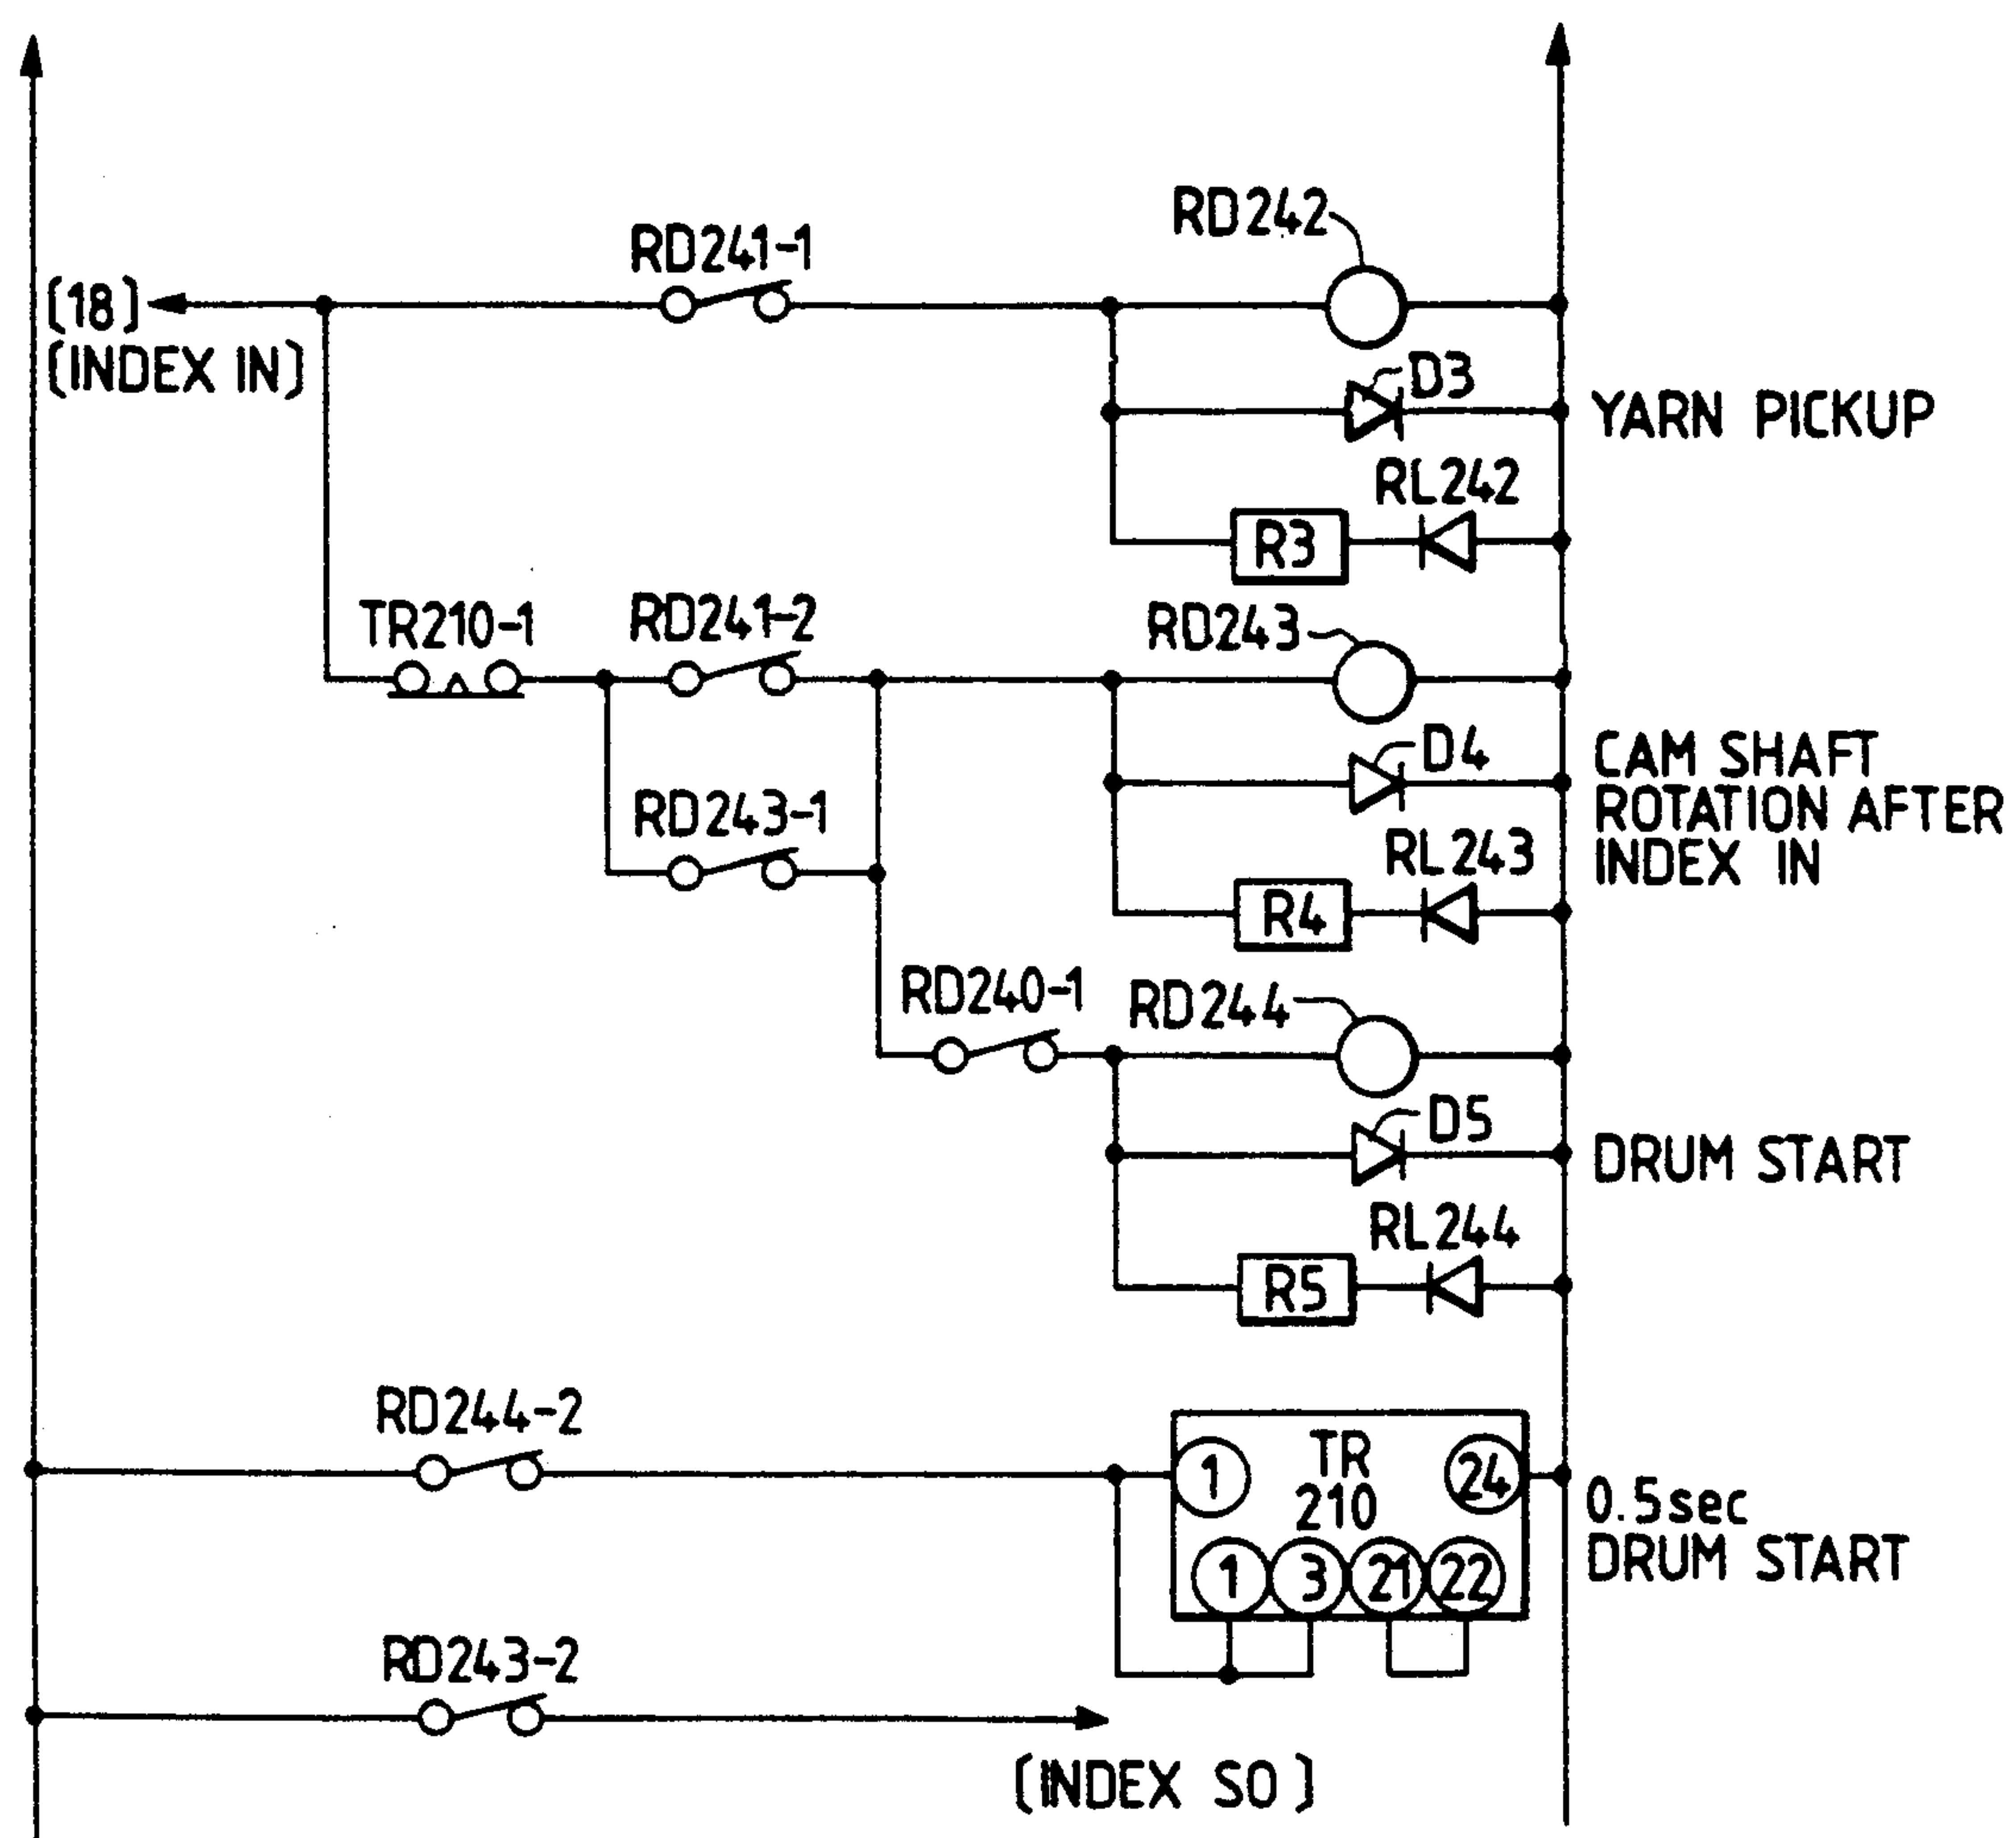 RD242
RD241-1
(18)
(INDEX IN)
D3
YARN PICKUP
RL242
R3
TR210-1
RD241-2
RD243
D4
CAM SHAFT
ROTATION AFTER
INDEX IN
RD243-1
RL243
R4
RD240-1
RD244
D5
DRUM START
RL244
R5
RD244-2
1
TR
210
24
0.5sec
DRUM START
1
3
21
22
RD243-2
(INDEX SO)